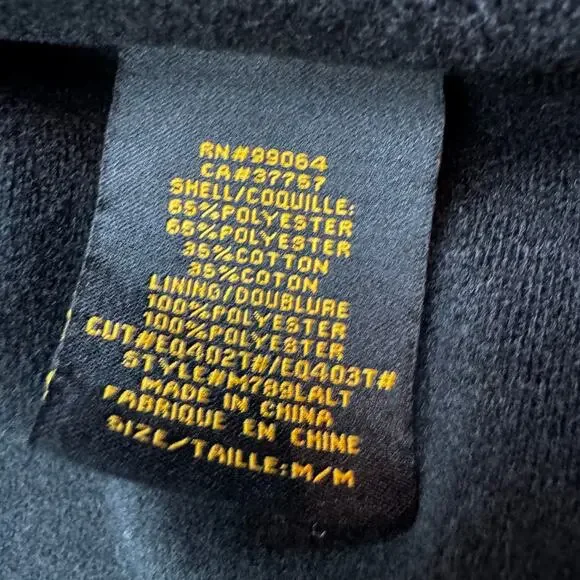 RN#99064
CA#37767
SHELL/COQUILLE:
65%POLYESTER
65%POLYESTER
35%COTTON
35%COTON
LINING/DOUBLURE
100%POLYESTER
100%POLYESTER
CUT#EQ402T#/EQ403T#
STYLE#M789LALT
MADE IN CHINA
FABRIQUE EN CHINE
SIZE/TAILLE:M/M